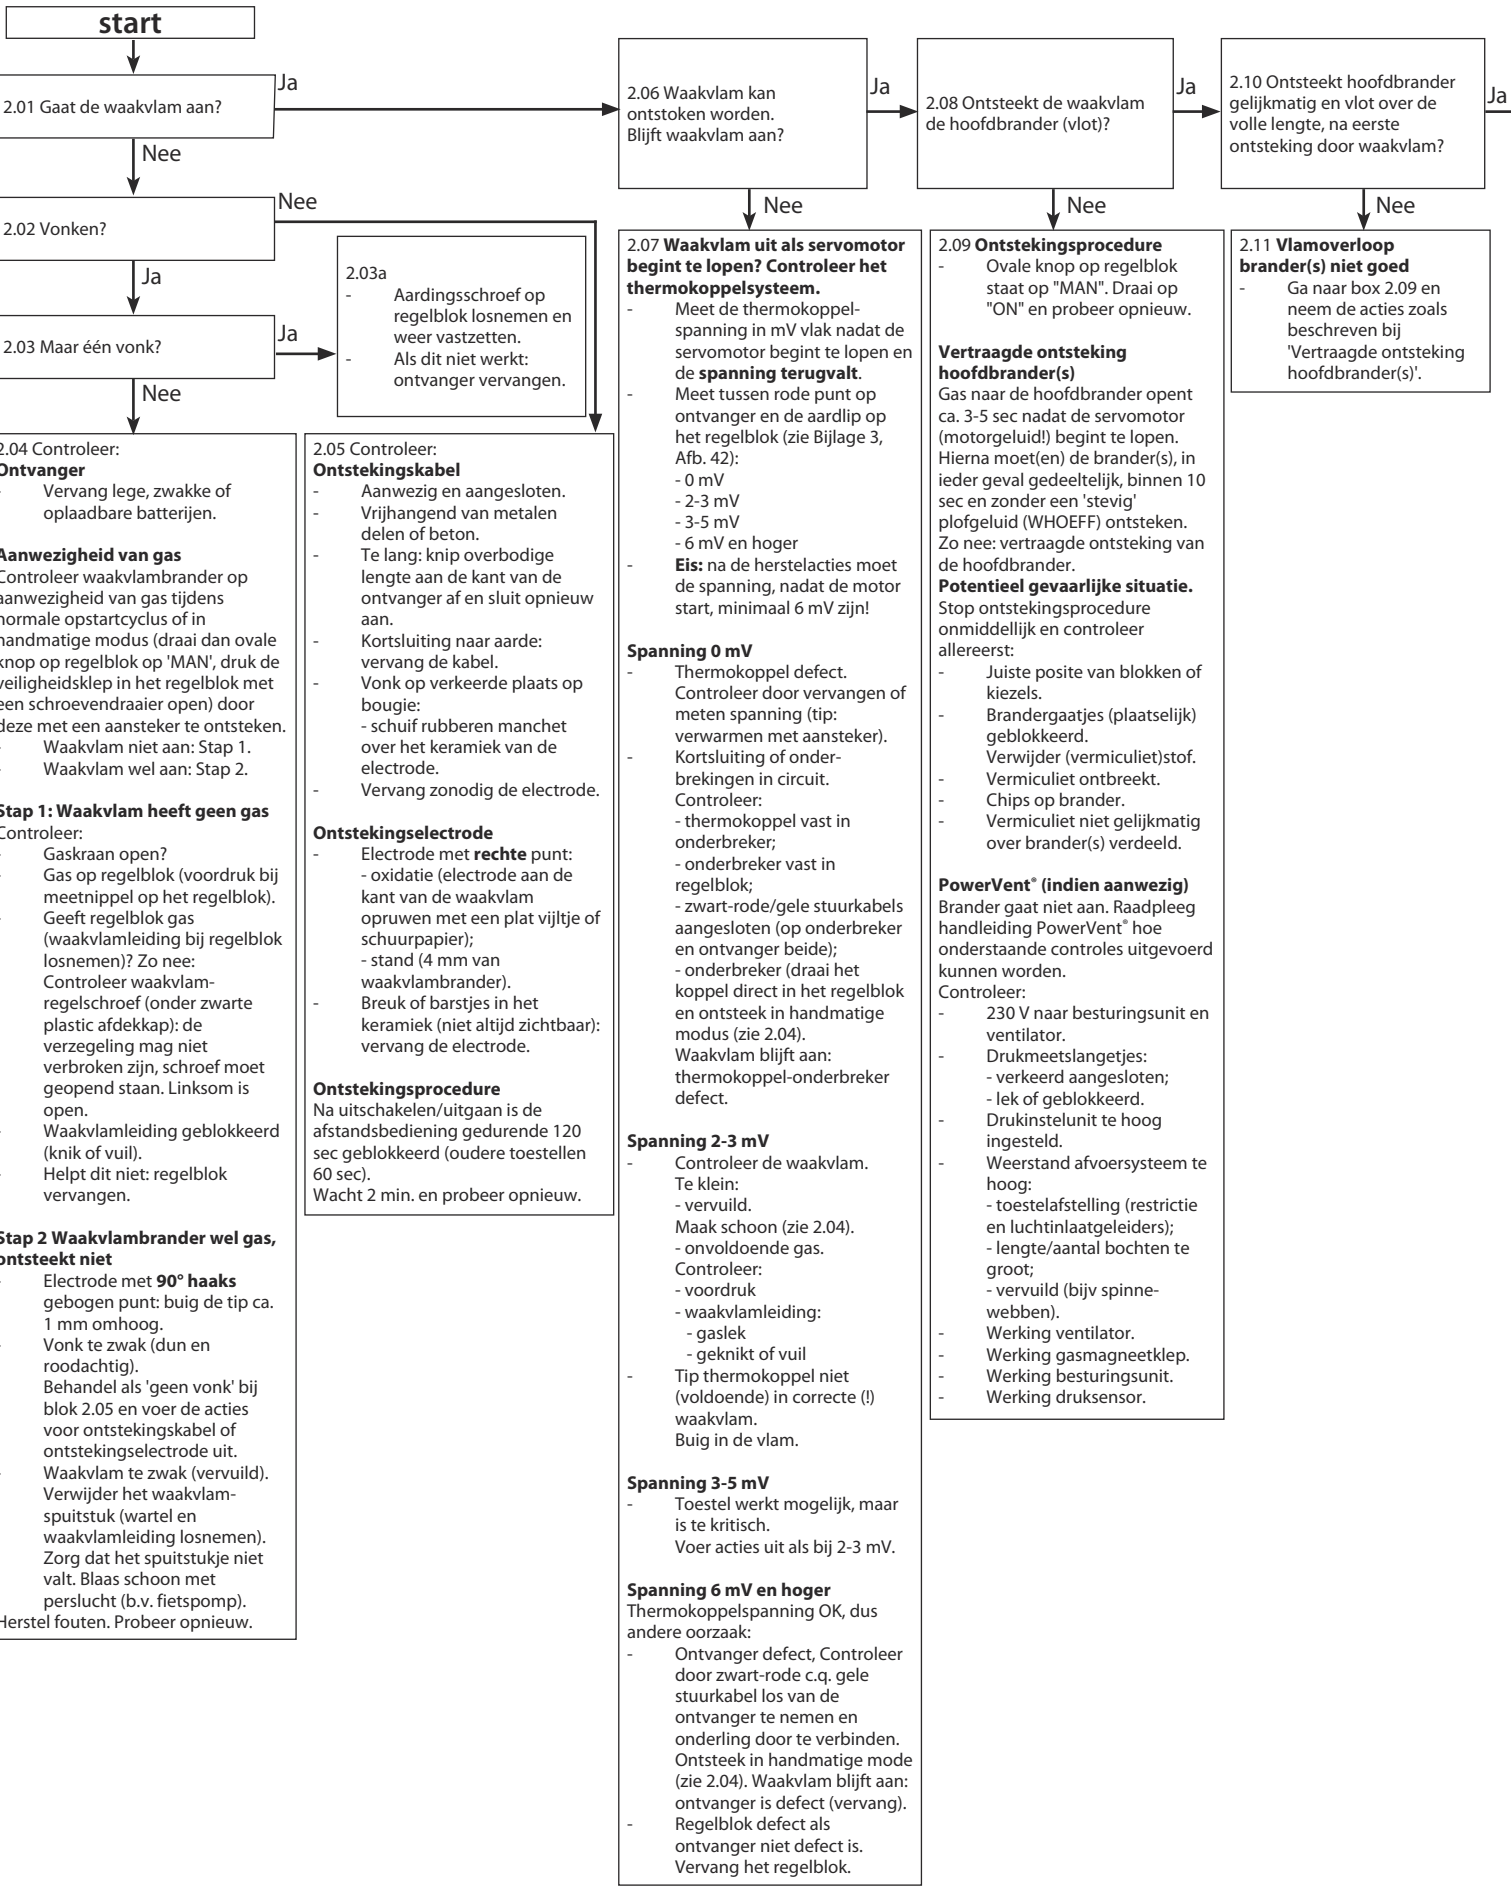 start
2.01 Gaat de waakvlam aan?
Ja
Nee
2.02 Vonken?
Nee
Ja
2.03 Maar één vonk?
Ja
Nee
2.03a
- Aardingsschroef op
regelblok losnemen en
weer vastzetten.
- Als dit niet werkt:
ontvanger vervangen.
2.04 Controleer:
Ontvanger
- Vervang lege, zwakke of
oplaadbare batterijen.
Aanwezigheid van gas
Controleer waakvlambrander op
aanwezigheid van gas tijdens
normale opstartcyclus of in
handmatige modus (draai dan ovale
knop op regelblok op 'MAN', druk de
veiligheidsklep in het regelblok met
een schroevendraaier open) door
deze met een aansteker te ontsteken.
- Waakvlam niet aan: Stap 1.
- Waakvlam wel aan: Stap 2.
Stap 1: Waakvlam heeft geen gas
Controleer:
- Gaskraan open?
- Gas op regelblok (voordruk bij
meetnippel op het regelblok).
- Geeft regelblok gas
(waakvlamleiding bij regelblok
losnemen)? Zo nee:
Controleer waakvlam-
regelschroef (onder zwarte
plastic afdekkap): de
verzegeling mag niet
verbroken zijn, schroef moet
geopend staan. Linksom is
open.
- Waakvlamleiding geblokkeerd
(knik of vuil).
- Helpt dit niet: regelblok
vervangen.
Stap 2 Waakvlambrander wel gas,
ontsteekt niet
- Electrode met 90° haaks
gebogen punt: buig de tip ca.
1 mm omhoog.
- Vonk te zwak (dun en
roodachtig).
Behandel als 'geen vonk' bij
blok 2.05 en voer de acties
voor ontstekingskabel of
ontstekingselectrode uit.
- Waakvlam te zwak (vervuild).
Verwijder het waakvlam-
spuitstuk (wartel en
waakvlamleiding losnemen).
Zorg dat het spuitstukje niet
valt. Blaas schoon met
perslucht (b.v. fietspomp).
Herstel fouten. Probeer opnieuw.
2.05 Controleer:
Ontstekingskabel
- Aanwezig en aangesloten.
- Vrijhangend van metalen
delen of beton.
- Te lang: knip overbodige
lengte aan de kant van de
ontvanger af en sluit opnieuw
aan.
- Kortsluiting naar aarde:
vervang de kabel.
- Vonk op verkeerde plaats op
bougie:
- schuif rubberen manchet
over het keramiek van de
electrode.
- Vervang zonodig de electrode.
Ontstekingselectrode
- Electrode met rechte punt:
- oxidatie (electrode aan de
kant van de waakvlam
opruwen met een plat vijltje of
schuurpapier);
- stand (4 mm van
waakvlambrander).
- Breuk of barstjes in het
keramiek (niet altijd zichtbaar):
vervang de electrode.
Ontstekingsprocedure
Na uitschakelen/uitgaan is de
afstandsbediening gedurende 120
sec geblokkeerd (oudere toestellen
60 sec).
Wacht 2 min. en probeer opnieuw.
2.06 Waakvlam kan
ontstoken worden.
Blijft waakvlam aan?
Ja
Nee
2.07 Waakvlam uit als servomotor
begint te lopen? Controleer het
thermokoppelsysteem.
- Meet de thermokoppel-
spanning in mV vlak nadat de
servomotor begint te lopen en
de spanning terugvalt.
- Meet tussen rode punt op
ontvanger en de aardlip op
het regelblok (zie Bijlage 3,
Afb. 42):
- 0 mV
- 2-3 mV
- 3-5 mV
- 6 mV en hoger
- Eis: na de herstelacties moet
de spanning, nadat de motor
start, minimaal 6 mV zijn!
Spanning 0 mV
- Thermokoppel defect.
Controleer door vervangen of
meten spanning (tip:
verwarmen met aansteker).
- Kortsluiting of onder-
brekingen in circuit.
Controleer:
- thermokoppel vast in
onderbreker;
- onderbreker vast in
regelblok;
- zwart-rode/gele stuurkabels
aangesloten (op onderbreker
en ontvanger beide);
- onderbreker (draai het
koppel direct in het regelblok
en ontsteek in handmatige
modus (zie 2.04).
Waakvlam blijft aan:
thermokoppel-onderbreker
defect.
Spanning 2-3 mV
- Controleer de waakvlam.
Te klein:
- vervuild.
Maak schoon (zie 2.04).
- onvoldoende gas.
Controleer:
- voordruk
- waakvlamleiding:
- gaslek
- geknikt of vuil
- Tip thermokoppel niet
(voldoende) in correcte (!)
waakvlam.
Buig in de vlam.
Spanning 3-5 mV
- Toestel werkt mogelijk, maar
is te kritisch.
Voer acties uit als bij 2-3 mV.
Spanning 6 mV en hoger
Thermokoppelspanning OK, dus
andere oorzaak:
- Ontvanger defect, Controleer
door zwart-rode c.q. gele
stuurkabel los van de
ontvanger te nemen en
onderling door te verbinden.
Ontsteek in handmatige mode
(zie 2.04). Waakvlam blijft aan:
ontvanger is defect (vervang).
- Regelblok defect als
ontvanger niet defect is.
Vervang het regelblok.
2.08 Ontsteekt de waakvlam
de hoofdbrander (vlot)?
Ja
Nee
2.09 Ontstekingsprocedure
- Ovale knop op regelblok
staat op "MAN". Draai op
"ON" en probeer opnieuw.
Vertraagde ontsteking
hoofdbrander(s)
Gas naar de hoofdbrander opent
ca. 3-5 sec nadat de servomotor
(motorgeluid!) begint te lopen.
Hierna moet(en) de brander(s), in
ieder geval gedeeltelijk, binnen 10
sec en zonder een 'stevig'
plofgeluid (WHOEFF) ontsteken.
Zo nee: vertraagde ontsteking van
de hoofdbrander.
Potentieel gevaarlijke situatie.
Stop ontstekingsprocedure
onmiddellijk en controleer
allereerst:
- Juiste posite van blokken of
kiezels.
- Brandergaatjes (plaatselijk)
geblokkeerd.
Verwijder (vermiculiet)stof.
- Vermiculiet ontbreekt.
- Chips op brander.
- Vermiculiet niet gelijkmatig
over brander(s) verdeeld.
PowerVent® (indien aanwezig)
Brander gaat niet aan. Raadpleeg
handleiding PowerVent® hoe
onderstaande controles uitgevoerd
kunnen worden.
Controleer:
- 230 V naar besturingsunit en
ventilator.
- Drukmeetslangetjes:
- verkeerd aangesloten;
- lek of geblokkeerd.
- Drukinstelunit te hoog
ingesteld.
- Weerstand afvoersysteem te
hoog:
- toestelafstelling (restrictie
en luchtinlaatgeleiders);
- lengte/aantal bochten te
groot;
- vervuild (bijv spinne-
webben).
- Werking ventilator.
- Werking gasmagneetklep.
- Werking besturingsunit.
- Werking druksensor.
2.10 Ontsteekt hoofdbrander
gelijkmatig en vlot over de
volle lengte, na eerste
ontsteking door waakvlam?
Ja
Nee
2.11 Vlamoverloop
brander(s) niet goed
- Ga naar box 2.09 en
neem de acties zoals
beschreven bij
'Vertraagde ontsteking
hoofdbrander(s)'.